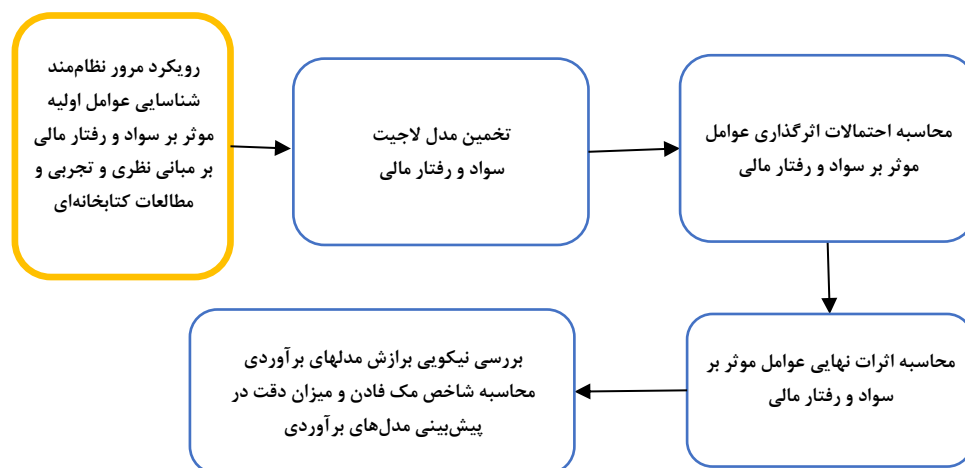 رویکرد مرور نظام‌مند
شناسایی عوامل اولیه
موثر بر سواد و رفتار مالی
بر مبانی نظری و تجربی و
مطالعات کتابخانه‌ای
تخمین مدل لاجیت
سواد و رفتار مالی
محاسبه احتمالات اثرگذاری عوامل
موثر بر سواد و رفتار مالی
محاسبه اثرات نهایی عوامل موثر بر
سواد و رفتار مالی
بررسی نیکویی برازش مدلهای برآوردی
محاسبه شاخص مک فادن و میزان دقت در
پیش‌بینی مدل‌های برآوردی